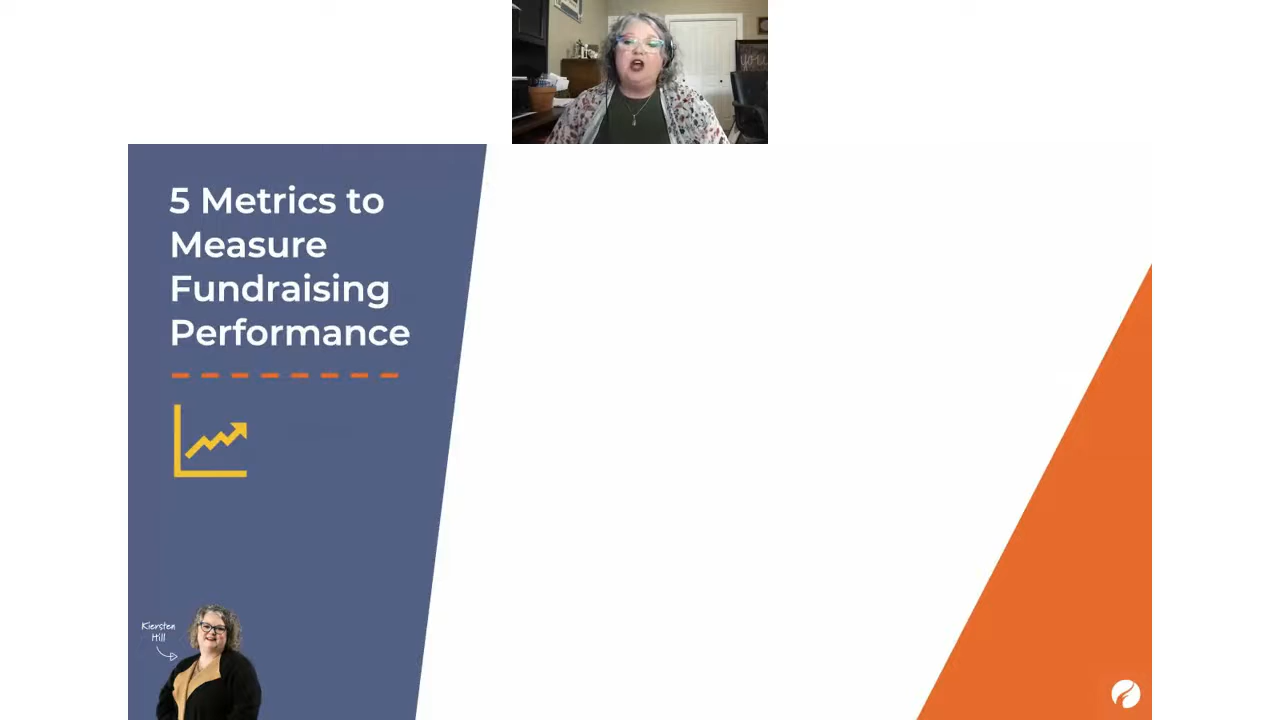 5 Metrics to
Measure
Fundraising
Performance
Kiersten
Hill